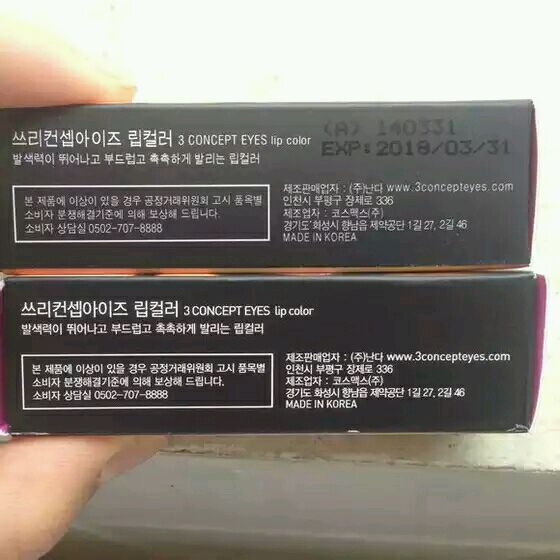 쓰리컨셉아이즈 립컬러 3 CONCEPT EYES lip color
발색력이 뛰어나고 부드럽고 촉촉하게 발리는 립컬러
(A) 140331
EXP:2018/03/31
본 제품에 이상이 있을 경우 공정거래위원회 고시 품목별
소비자 분쟁해결기준에 의해 보상해 드립니다.
소비자 상담실 0502-707-8888
제조판매업자 : (주)난다 www.3concepteyes.com
인천시 부평구 장제로 336
제조업자 : 코스맥스(주)
경기도 화성시 향남읍 제약공단 1길 27, 2길 46
MADE IN KOREA
쓰리컨셉아이즈 립컬러 3 CONCEPT EYES lip color
발색력이 뛰어나고 부드럽고 촉촉하게 발리는 립컬러
본 제품에 이상이 있을 경우 공정거래위원회 고시 품목별
소비자 분쟁해결기준에 의해 보상해 드립니다.
소비자 상담실 0502-707-8888
제조판매업자 : (주)난다 www.3concepteyes.com
인천시 부평구 장제로 336
제조업자 : 코스맥스(주)
경기도 화성시 향남읍 제약공단 1길 27, 2길 46
MADE IN KOREA